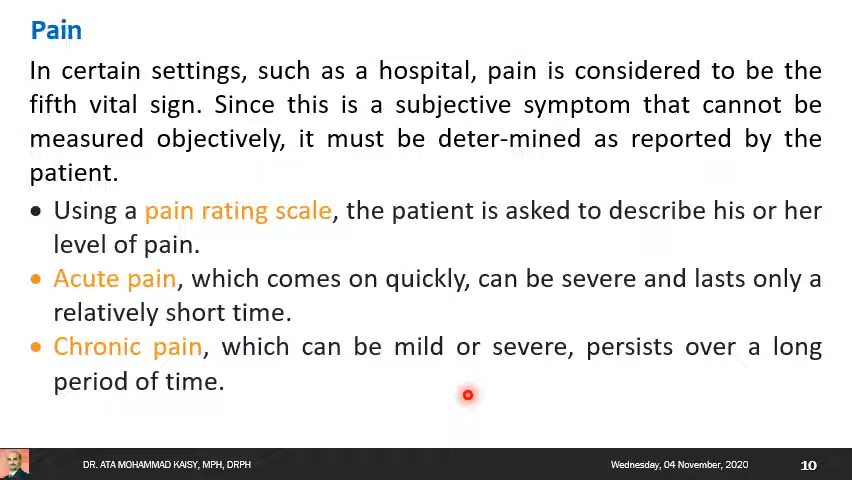 Pain
In certain settings, such as a hospital, pain is considered to be the
fifth vital sign. Since this is a subjective symptom that cannot be
measured objectively, it must be deter-mined as reported by the
patient.
• Using a pain rating scale, the patient is asked to describe his or her
level of pain.
• Acute pain, which comes on quickly, can be severe and lasts only a
relatively short time.
• Chronic pain, which can be mild or severe, persists over a long
period of time.
DR. ATA MOHAMMAD KAISY, MPH, DRPH
Wednesday, 04 November, 2020
10